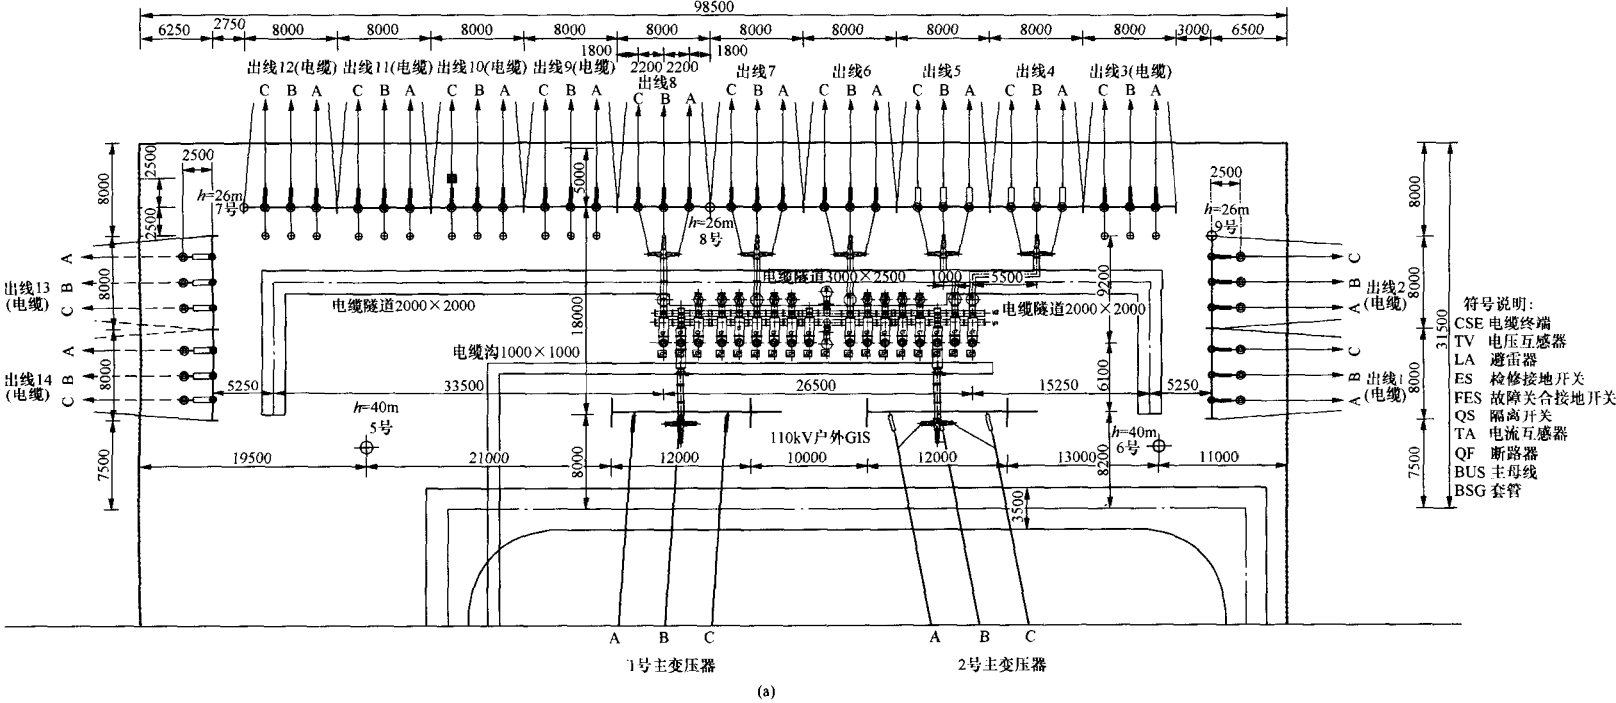 98500
6250 2750 8000 8000 8000 8000 8000 8000 8000 8000 8000 8000 3000 6500
1800 1800
2200 2200
出线12(电缆) 出线11(电缆) 出线10(电缆) 出线9(电缆) 出线8 出线7 出线6 出线5 出线4 出线3(电缆)
C B A C B A C B A C B A C B A C B A C B A C B A C B A C B A
8000 2500 2500 2500
5000
2500 8000
h=26m
7号
h=26m
8号
h=26m
9号
A
B
C
出线13
(电缆)
8000
A
B
C
出线14
(电缆)
8000
7500
C
B
A
出线2
(电缆)
8000
C
B
A
出线1
(电缆)
8000
7500
31500
电缆隧道3000×2500 1000 5500
9200
电缆隧道2000×2000
18000
电缆隧道2000×2000
电缆沟1000×1000
6100
5250 33500 26500 15250 5250
h=40m
5号
110kV户外GIS
h=40m
6号
19500 21000 12000 10000 12000 13000 11000
8000
8200
3500
A B C
1号主变压器
A B C
2号主变压器
符号说明:
CSE 电缆终端
TV 电压互感器
LA 避雷器
ES 检修接地开关
FES 故障关合接地开关
QS 隔离开关
TA 电流互感器
QF 断路器
BUS 主母线
BSG 套管
(a)